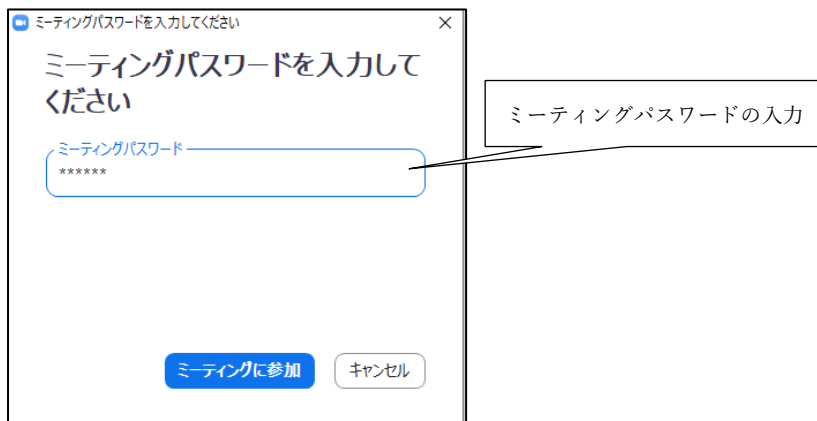 ミーティングパスワードを入力してください
ミーティングパスワードを入力して
ください
ミーティングパスワードの入力
ミーティングパスワード
******
ミーティングに参加
キャンセル